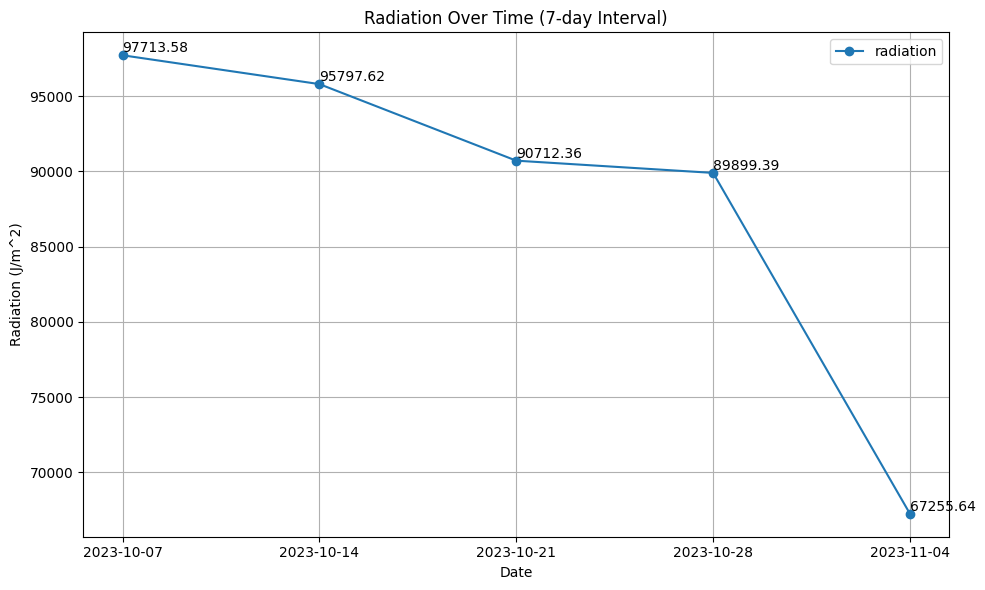 Radiation Over Time (7-day Interval)
97713.58
radiation
95797.62
95000
90712.36
90000
89899.39
85000
Radiation (J/m^2)
80000
75000
70000
67255.64
2023-10-07 2023-10-14 2023-10-21 2023-10-28 2023-11-04
Date